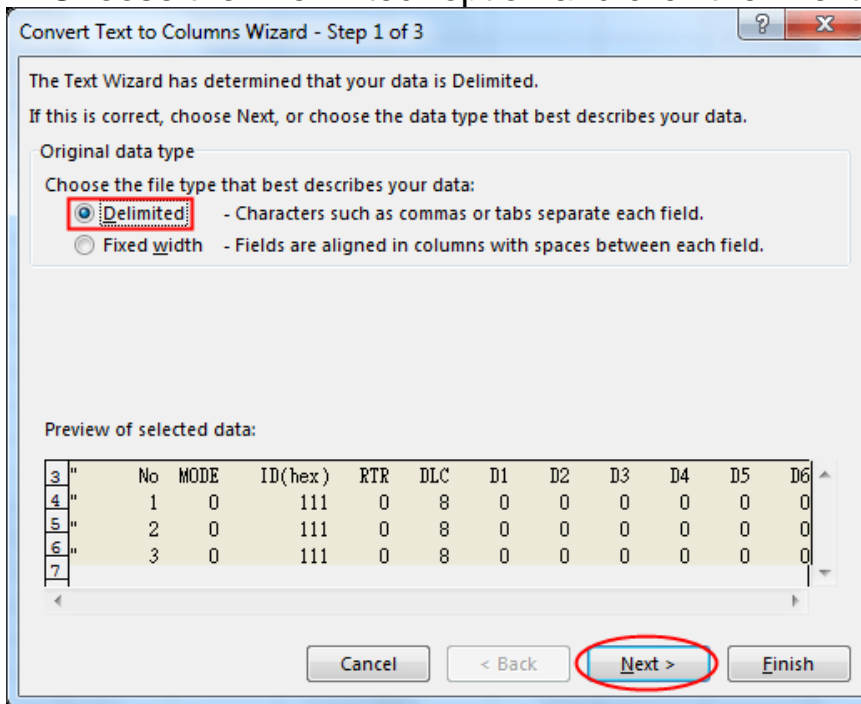 Convert Text to Columns Wizard - Step 1 of 3
The Text Wizard has determined that your data is Delimited.
If this is correct, choose Next, or choose the data type that best describes your data.
Original data type
Choose the file type that best describes your data:
Delimited - Characters such as commas or tabs separate each field.
Fixed width - Fields are aligned in columns with spaces between each field.
Preview of selected data:
3 " No MODE ID(hex) RTR DLC D1 D2 D3 D4 D5 D6
4 " 1 0 111 0 8 0 0 0 0 0 0
5 " 2 0 111 0 8 0 0 0 0 0 0
6 " 3 0 111 0 8 0 0 0 0 0 0
7
Cancel < Back Next > Finish